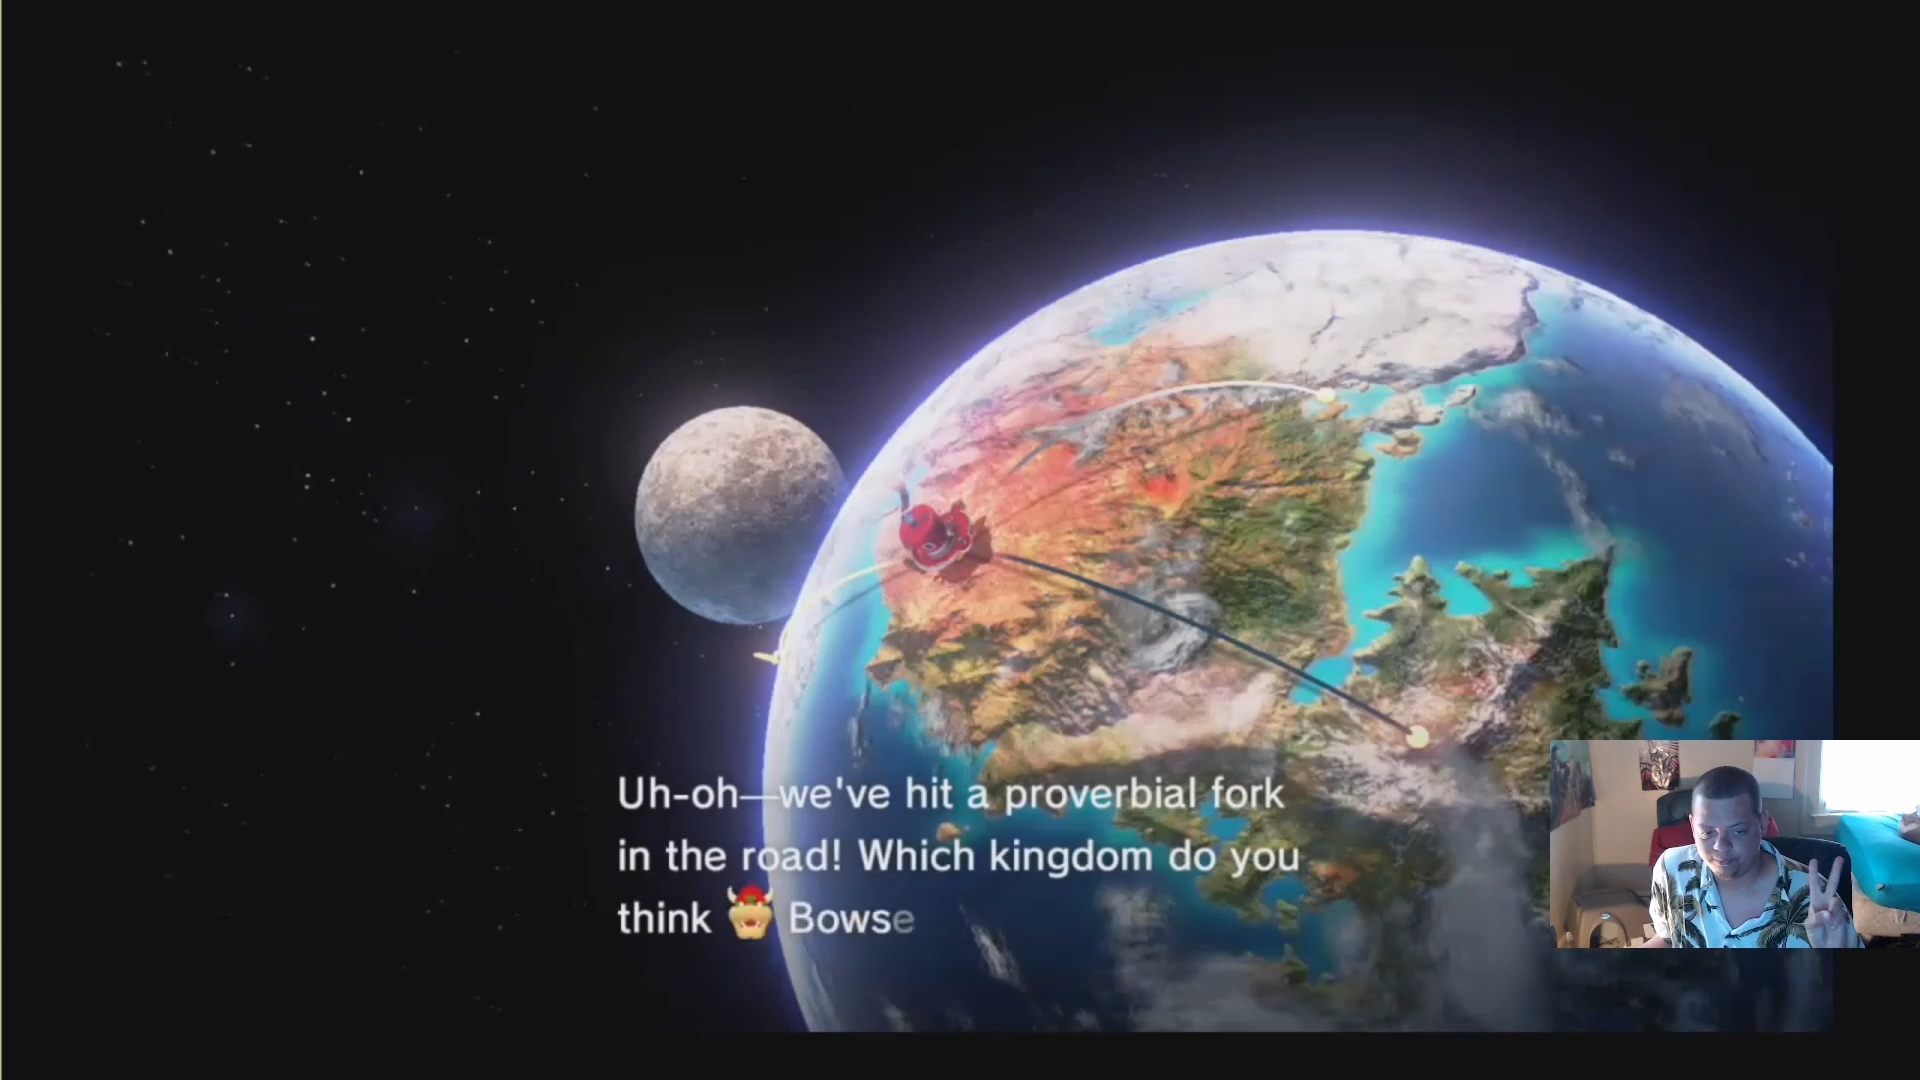 Uh-oh—we've hit a proverbial fork
in the road! Which kingdom do you
think Bowse